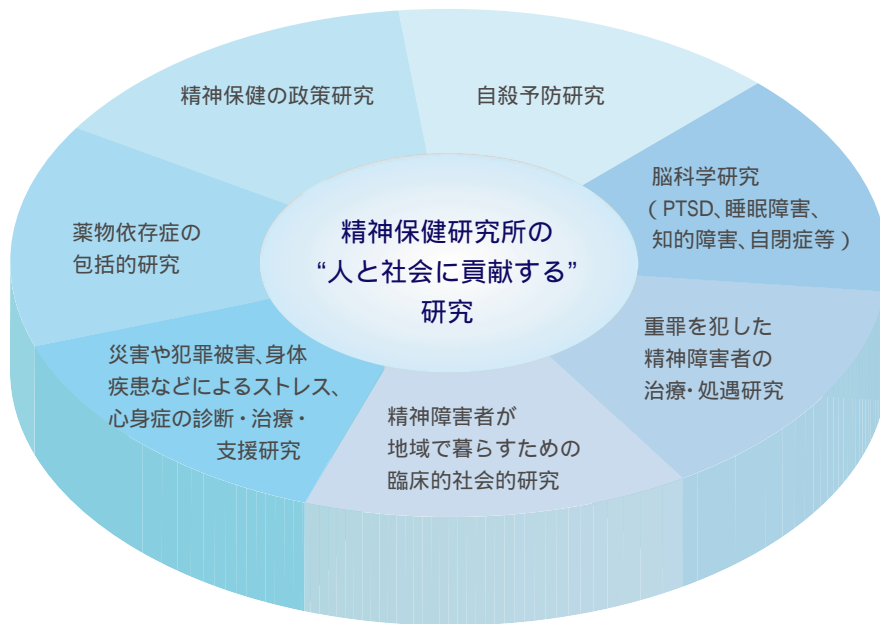 精神保健の政策研究
自殺予防研究
脳科学研究
( PTSD、睡眠障害、
知的障害、自閉症等 )
薬物依存症の
包括的研究
精神保健研究所の
“人と社会に貢献する”
研究
重罪を犯した
精神障害者の
治療・処遇研究
災害や犯罪被害、身体
疾患などによるストレス、
心身症の診断・治療・
支援研究
精神障害者が
地域で暮らすための
臨床的社会的研究